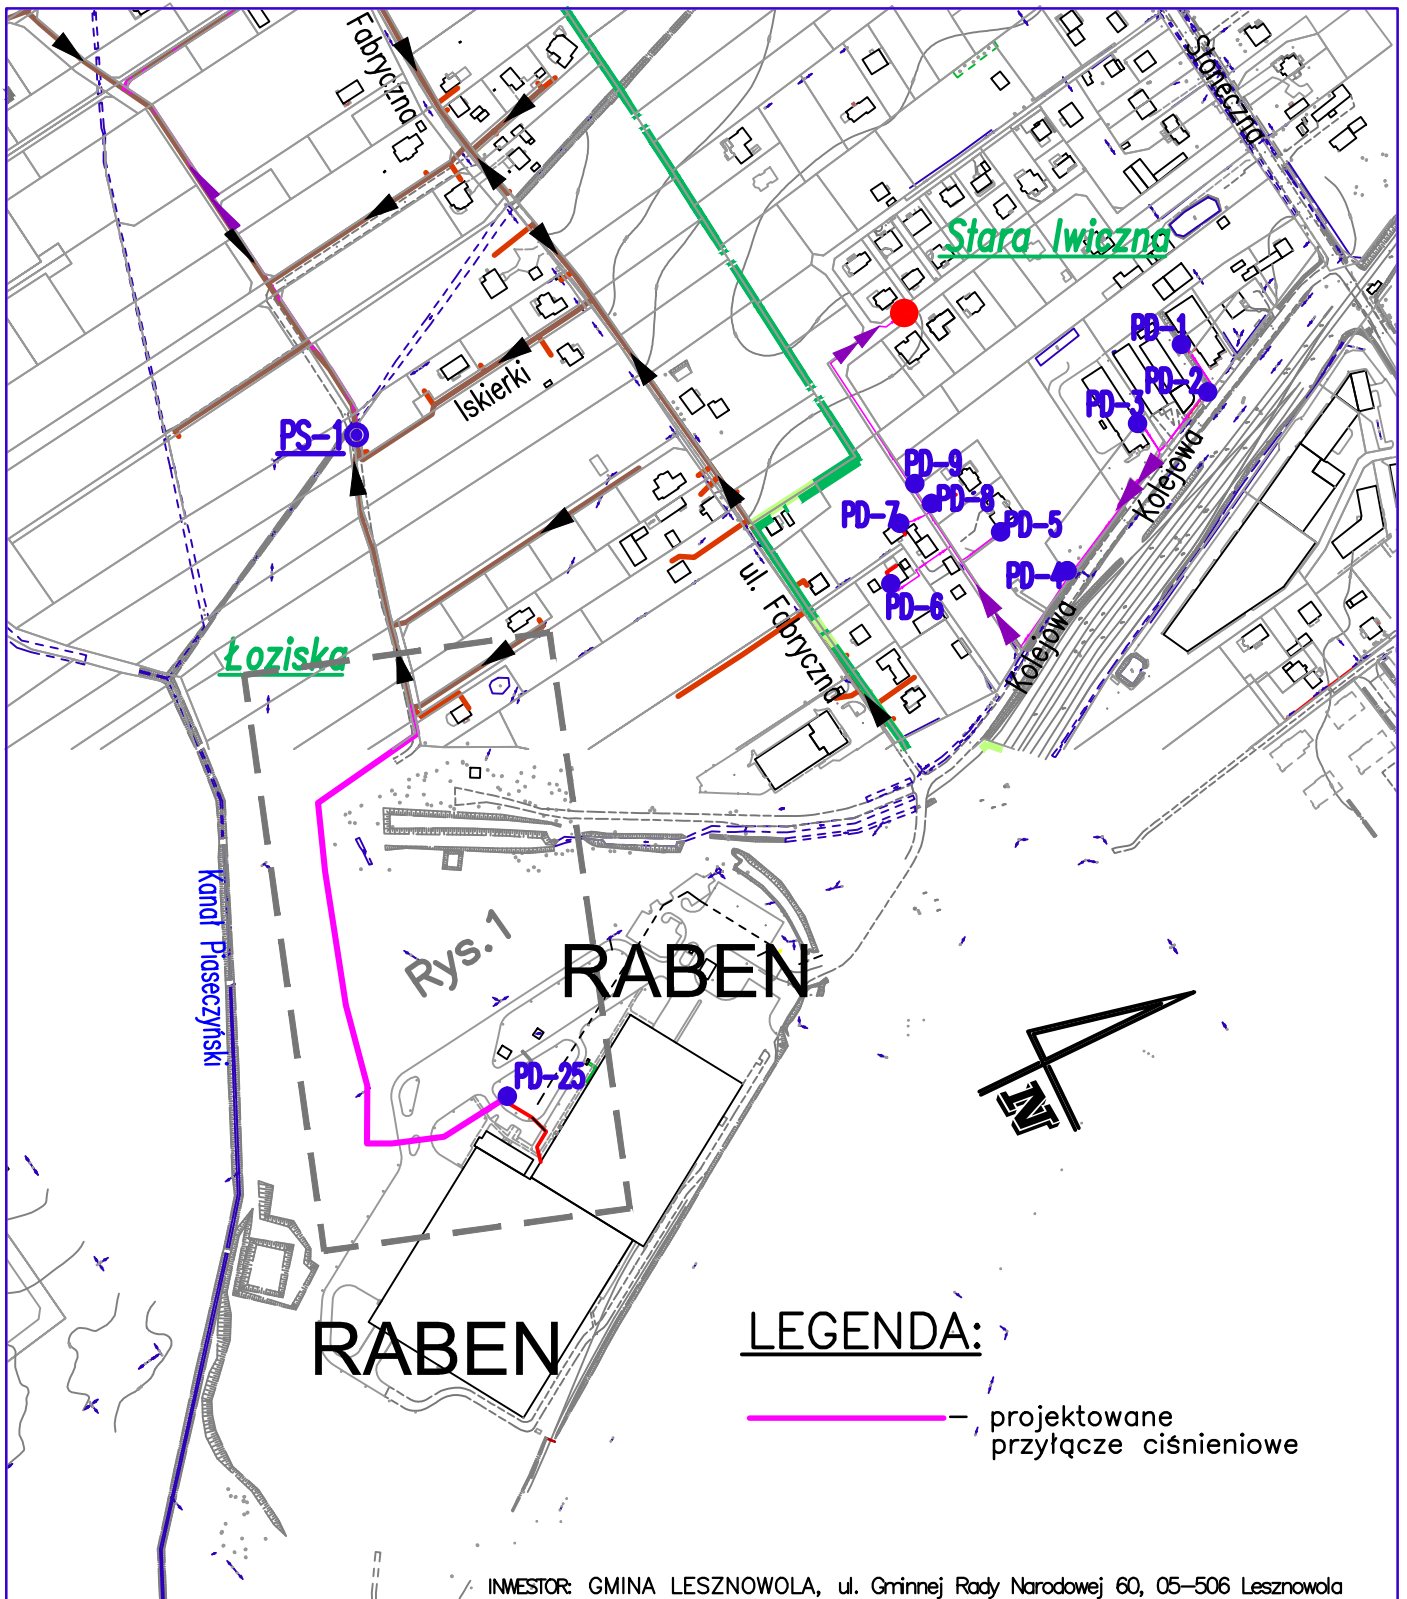 Fabryczna
Słoneczna
Stara Iwiczna
PD-1
PD-2
PD-3
Iskierki
PS-1
Kolejowa
PD-9
PD-8
PD-7
PD-5
PD-4
PD-6
ul. Fabryczna
Kolejowa
Łoziska
Kanał Piaseczyński
Rys.1
RABEN
PD-25
N
RABEN
LEGENDA:
– projektowane
przyłącze ciśnieniowe
INWESTOR: GMINA LESZNOWOLA, ul. Gminnej Rady Narodowej 60, 05–506 Lesznowola